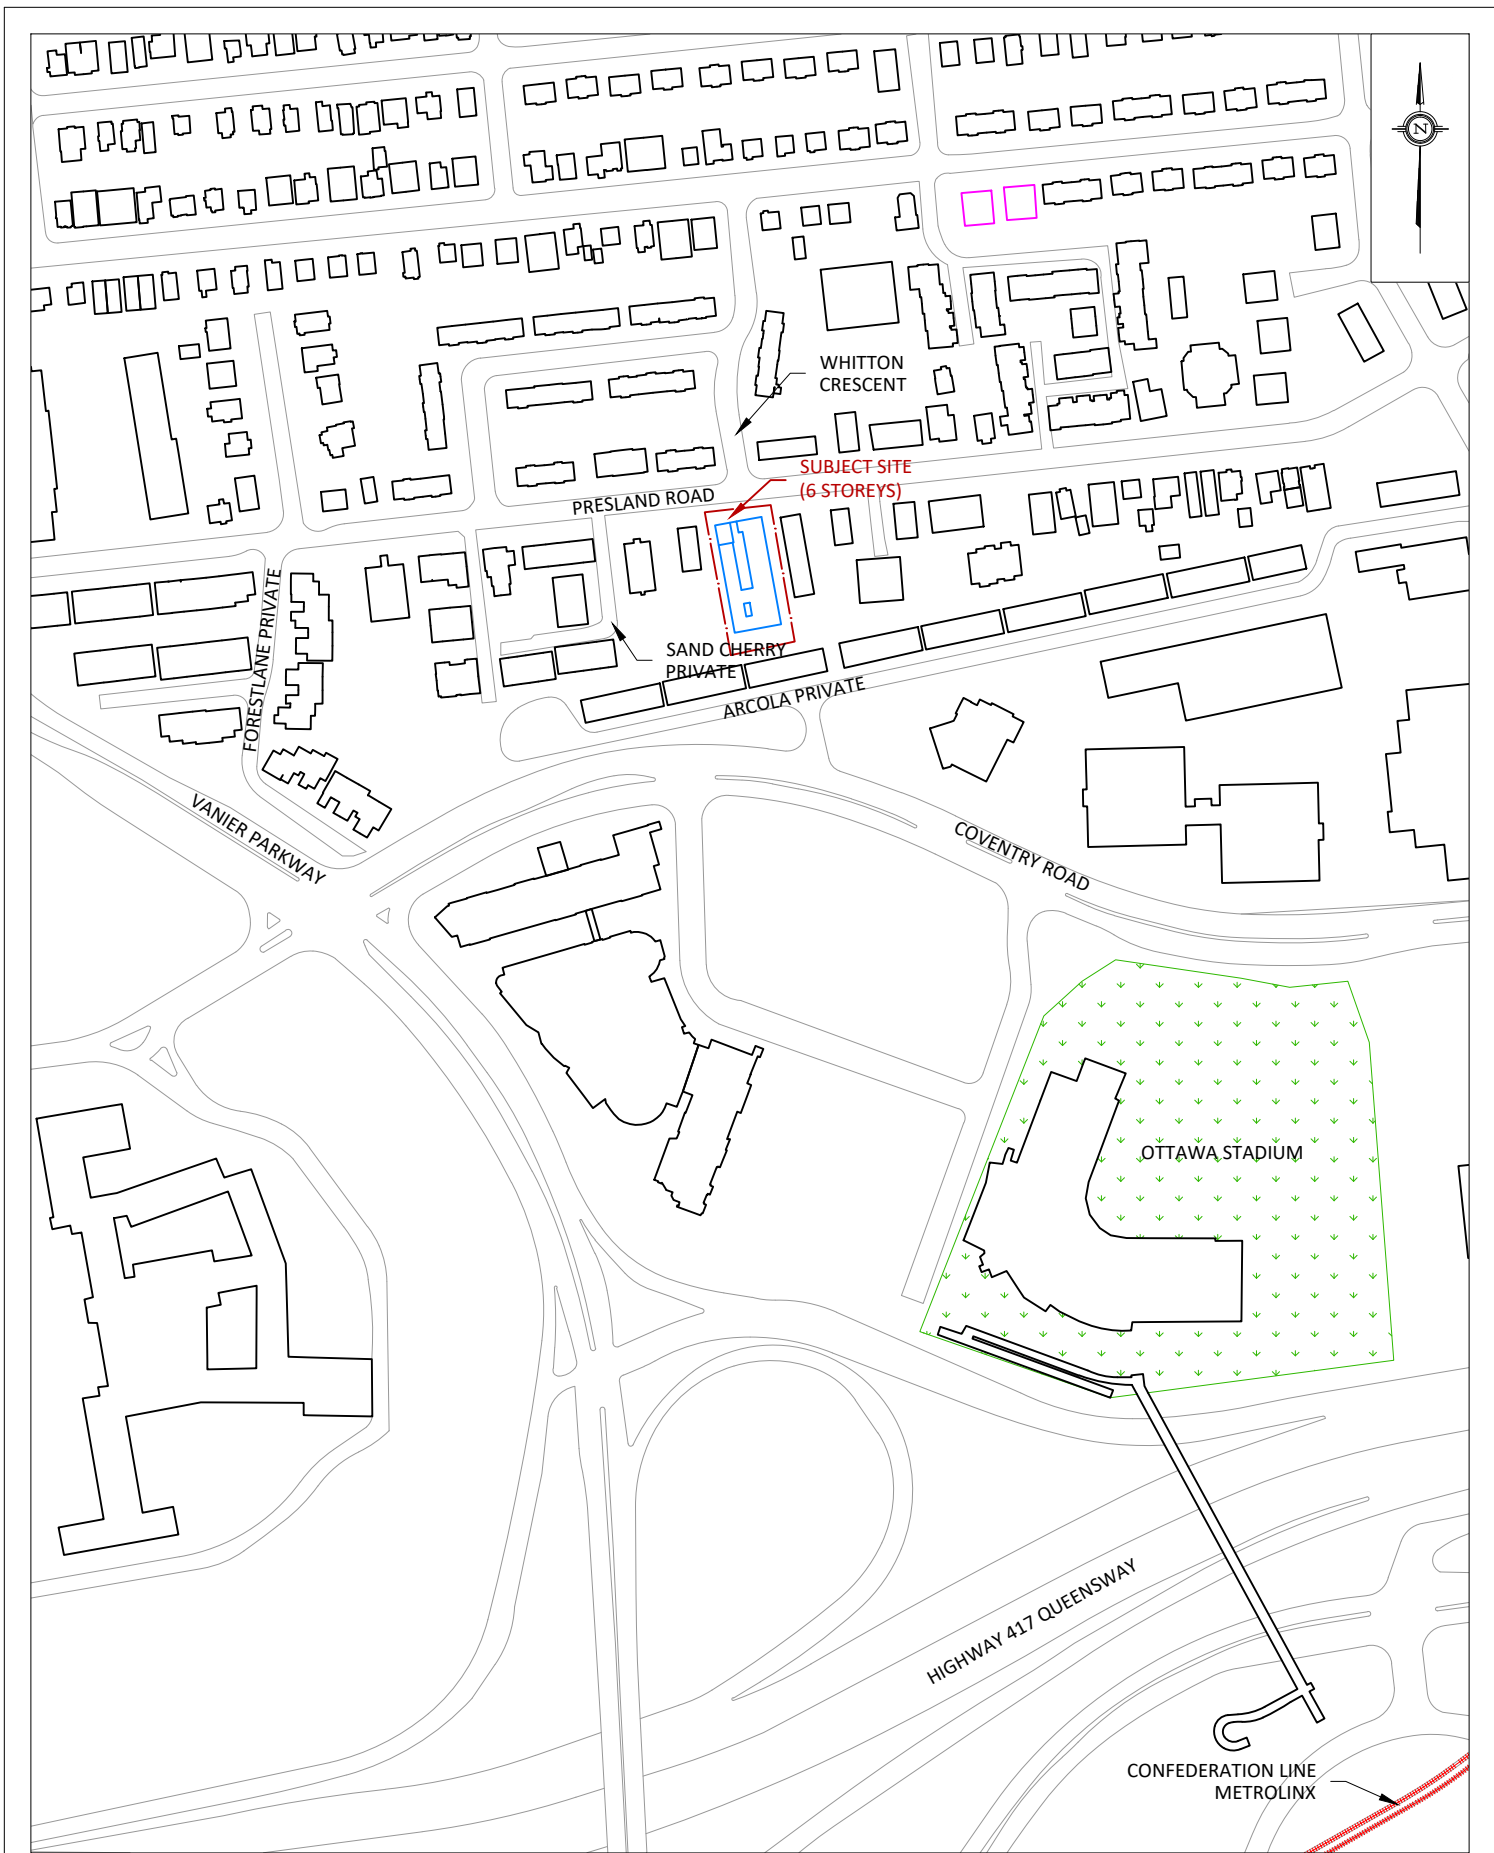 N
WHITTON
CRESCENT
SUBJECT SITE
(6 STOREYS)
PRESLAND ROAD
FORESTLANE PRIVATE
SAND CHERRY
PRIVATE
ARCOLA PRIVATE
VANIER PARKWAY
COVENTRY ROAD
OTTAWA STADIUM
HIGHWAY 417 QUEENSWAY
CONFEDERATION LINE
METROLINX